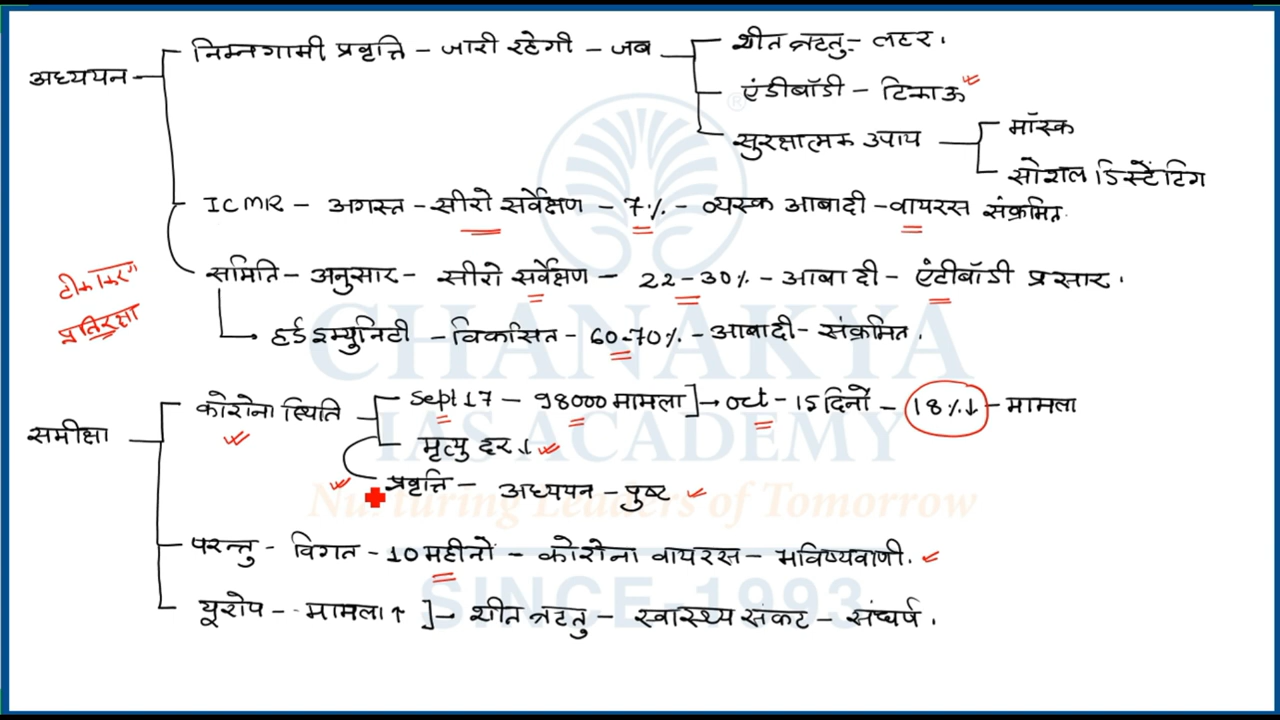 निम्नगामी प्रवृत्ति - जारी रहेगी - जब
शीत ऋतु - लहर.
अध्ययन
एंडीबॉडी - टिकाऊ
®
सुरक्षात्मक उपाय
मॉस्क
सोशल डिस्टेंटिंग
ICMR - अगस्त - सीरो सर्वेक्षण - 7% - व्यस्क आबादी - वायरस संक्रमित.
समिति - अनुसार - सीरो सर्वेक्षण - 22-30% - आबादी - एंटीबॉडी प्रसार.
टीकाकरण
प्रतिरक्षा
हर्ड इम्युनिटी - विकसित - 60-70% - आबादी - संक्रमित.
CHANAKYA
समीक्षा
कोरोना स्थिति
Sept 17 - 98000 मामला ] → Oct - 15 दिनों - 18%↓ - मामला
IAS ACADEMY
मृत्यु दर ↓
प्रवृत्ति - अध्ययन - पुष्ट
Nurturing Leaders of Tomorrow
परन्तु - विगत - 10 महीनों - कोरोना वायरस - भविष्यवाणी.
SINCE-1993
यूरोप - मामला ↑ ] → शीत ऋतु - स्वास्थ्य संकट - संघर्ष.